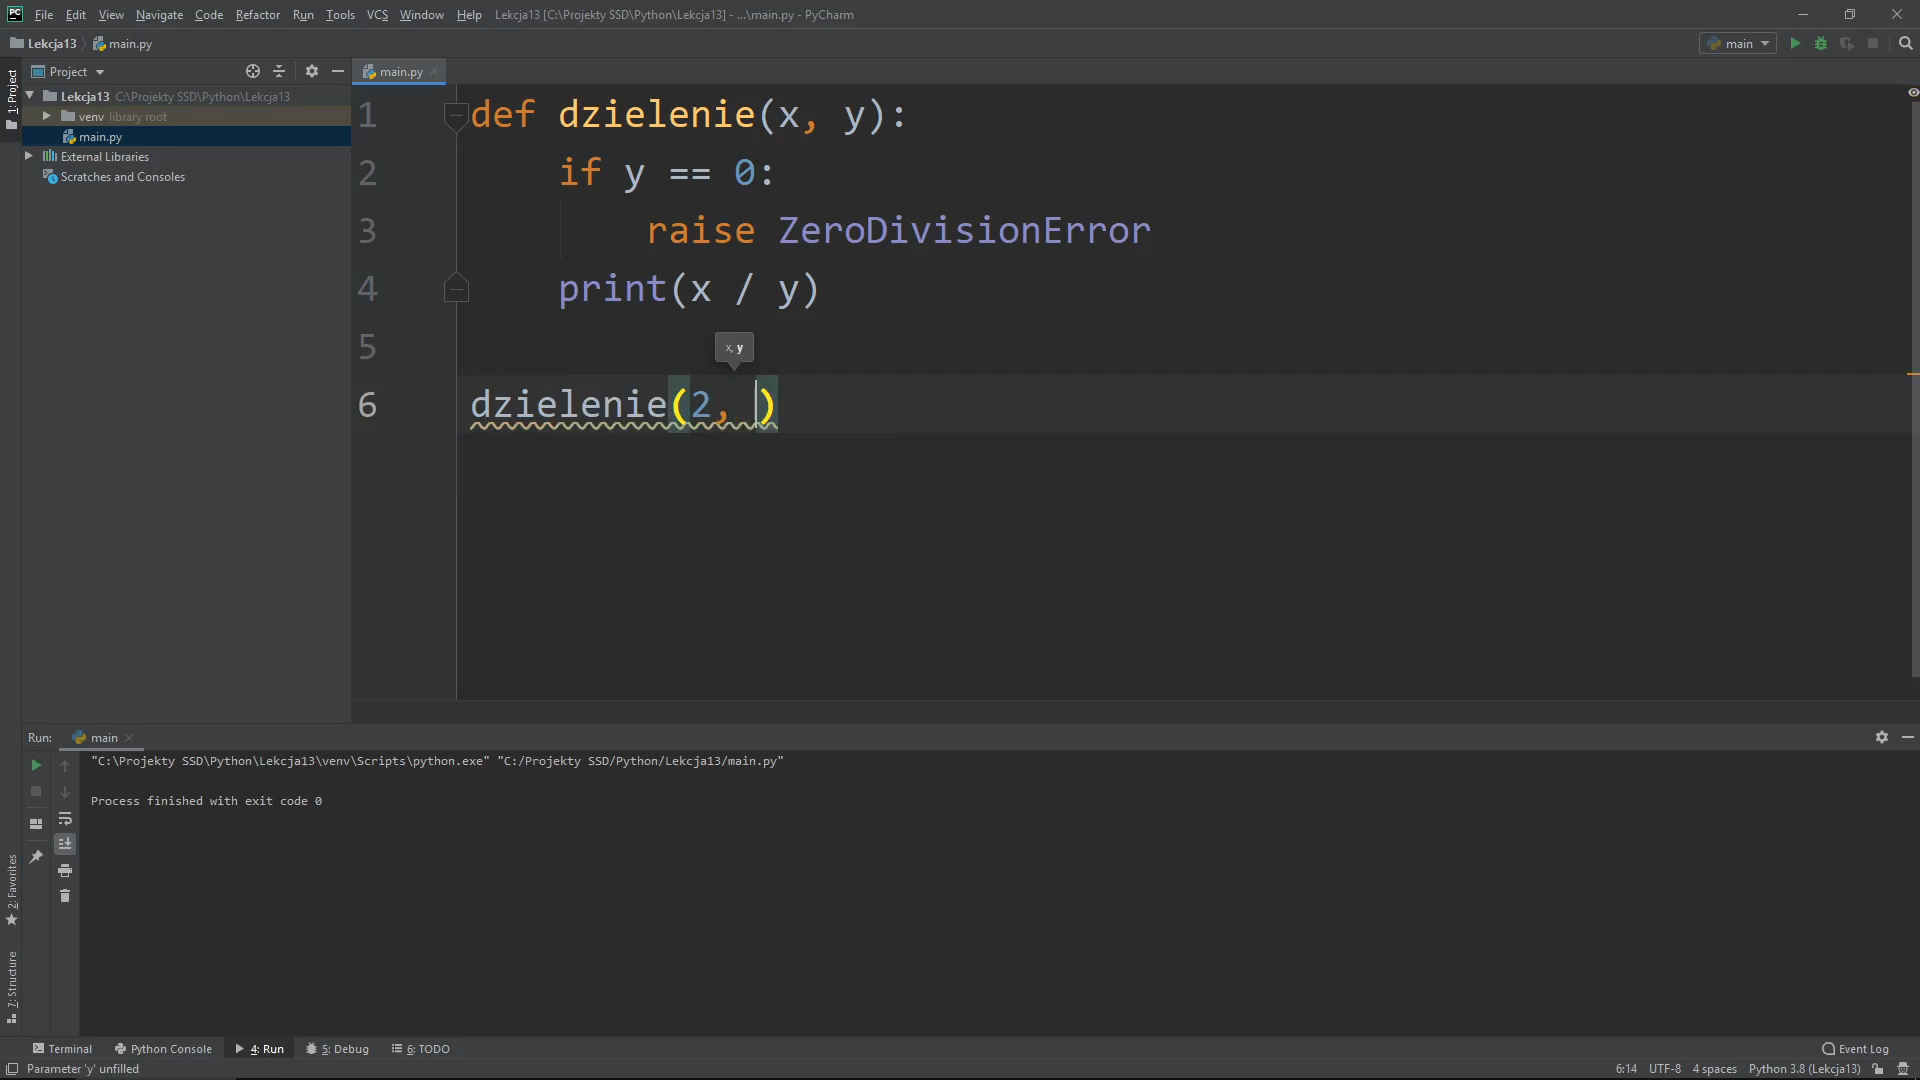 PC File Edit View Navigate Code Refactor Run Tools VCS Window Help Lekcja13 [C:\Projekty SSD\Python\Lekcja13] - ...\main.py - PyCharm
Lekcja13 main.py main
1: Project
Project main.py
Lekcja13 C:\Projekty SSD\Python\Lekcja13
venv library root
main.py
External Libraries
Scratches and Consoles
1 def dzielenie(x, y):
2 if y == 0:
3 raise ZeroDivisionError
4 print(x / y)
5
x, y
6 dzielenie(2, )
Run: main
"C:\Projekty SSD\Python\Lekcja13\venv\Scripts\python.exe" "C:/Projekty SSD/Python/Lekcja13/main.py"
Process finished with exit code 0
2: Favorites
7: Structure
Terminal Python Console 4: Run 5: Debug 6: TODO Event Log
Parameter 'y' unfilled 6:14 UTF-8 4 spaces Python 3.8 (Lekcja13)